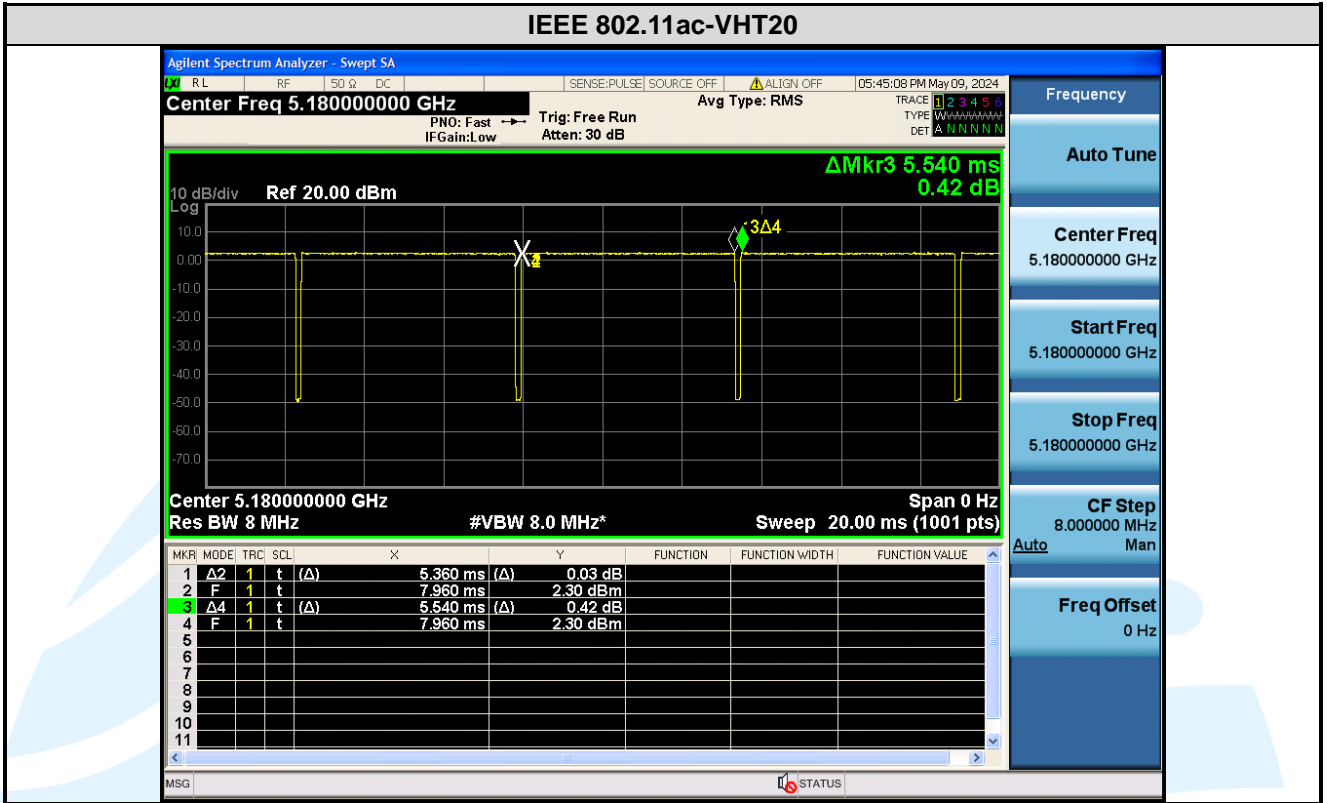 IEEE 802.11ac-VHT20
Agilent Spectrum Analyzer - Swept SA
LXI RL RF 50 Ω DC SENSE:PULSE SOURCE OFF ALIGN OFF 05:45:08 PM May 09, 2024
Center Freq 5.180000000 GHz
PNO: Fast
IFGain:Low
Trig: Free Run
Atten: 30 dB
Avg Type: RMS
TRACE 1 2 3 4 5 6
TYPE WWWWWW
DET A N N N N N
ΔMkr3 5.540 ms
0.42 dB
10 dB/div Ref 20.00 dBm
Log
10.0
0.00
-10.0
-20.0
-30.0
-40.0
-50.0
-60.0
-70.0
3Δ4
Center 5.180000000 GHz Span 0 Hz
Res BW 8 MHz #VBW 8.0 MHz* Sweep 20.00 ms (1001 pts)
MKR MODE TRC SCL X Y FUNCTION FUNCTION WIDTH FUNCTION VALUE
1 Δ2 1 t (Δ) 5.360 ms (Δ) 0.03 dB
2 F 1 t 7.960 ms 2.30 dBm
3 Δ4 1 t (Δ) 5.540 ms (Δ) 0.42 dB
4 F 1 t 7.960 ms 2.30 dBm
5
6
7
8
9
10
11
MSG STATUS
Frequency
Auto Tune
Center Freq
5.180000000 GHz
Start Freq
5.180000000 GHz
Stop Freq
5.180000000 GHz
CF Step
8.000000 MHz
Auto Man
Freq Offset
0 Hz